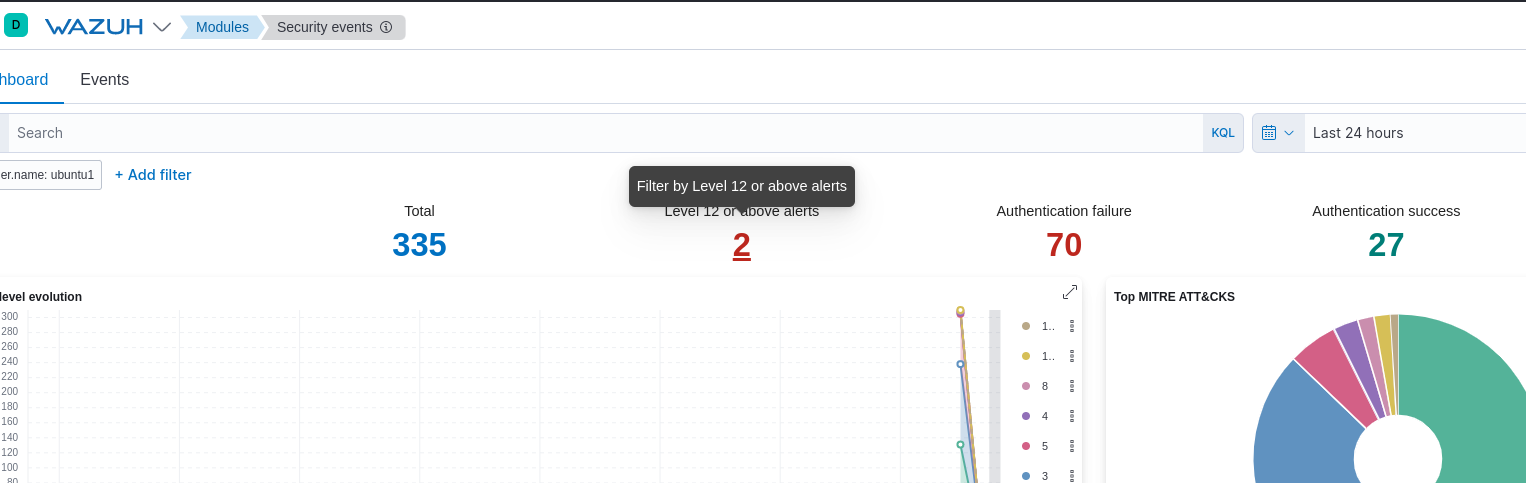 D
WAZUH
Modules
Security events
hboard
Events
Search
KQL
Last 24 hours
er.name: ubuntu1
+ Add filter
Filter by Level 12 or above alerts
Total
Level 12 or above alerts
Authentication failure
Authentication success
335
2
70
27
level evolution
300
280
260
240
220
200
180
160
140
120
100
80
1..
1..
8
4
5
3
Top MITRE ATT&CKS